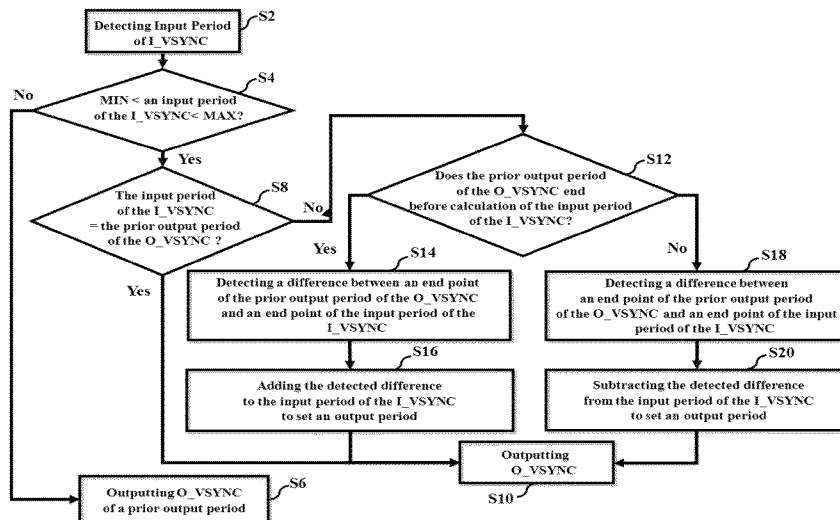 Detecting Input Period
of I_VSYNC
S2
S4
No
MIN < an input period
of the I_VSYNC< MAX?
Yes
S8
The input period
of the I_VSYNC
= the prior output period
of the O_VSYNC ?
No
Yes
S12
Does the prior output period
of the O_VSYNC end
before calculation of the input period
of the I_VSYNC?
Yes
No
S14
Detecting a difference between an end point
of the prior output period of the O_VSYNC
and an end point of the input period of the
I_VSYNC
S18
Detecting a difference between
an end point of the prior output period
of the O_VSYNC and an end point of the input
period of the I_VSYNC
S16
Adding the detected difference
to the input period of the I_VSYNC
to set an output period
S20
Subtracting the detected difference
from the input period of the I_VSYNC
to set an output period
Outputting
O_VSYNC
S10
Outputting O_VSYNC
of a prior output period
S6